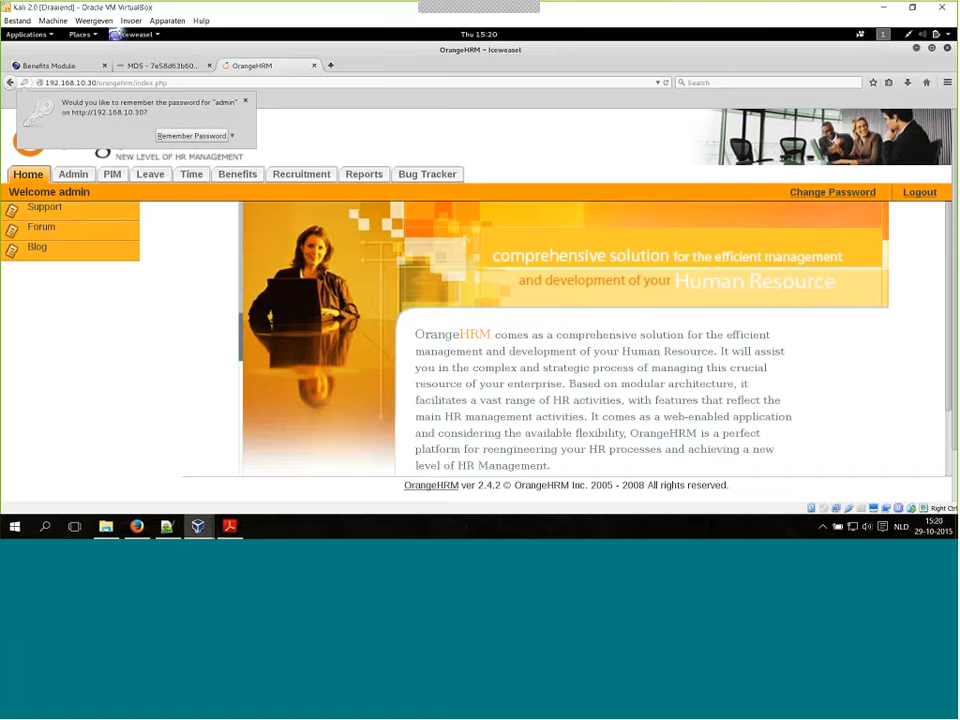 Kali 2.0 [Draaiend] - Oracle VM VirtualBox
Bestand Machine Weergeven Invoer Apparaten Hulp
Applications Places Thu 15:20 1
OrangeHRM - Iceweasel
Benefits Module
MD5 - 7e58d63b60...
OrangeHRM
192.168.10.30/orangehrm/index.php
Search
Would you like to remember the password for "admin"
on http://192.168.10.30?
Remember Password
NEW LEVEL OF HR MANAGEMENT
Home Admin PIM Leave Time Benefits Recruitment Reports Bug Tracker
Welcome admin Change Password Logout
Support
Forum
Blog
comprehensive solution for the efficient management
and development of your Human Resource
OrangeHRM comes as a comprehensive solution for the efficient
management and development of your Human Resource. It will assist
you in the complex and strategic process of managing this crucial
resource of your enterprise. Based on modular architecture, it
facilitates a vast range of HR activities, with features that reflect the
main HR management activities. It comes as a web-enabled application
and considering the available flexibility, OrangeHRM is a perfect
platform for reengineering your HR processes and achieving a new
level of HR Management.
OrangeHRM ver 2.4.2 © OrangeHRM Inc. 2005 - 2008 All rights reserved.
Right Ctrl
NLD
15:20
29-10-2015